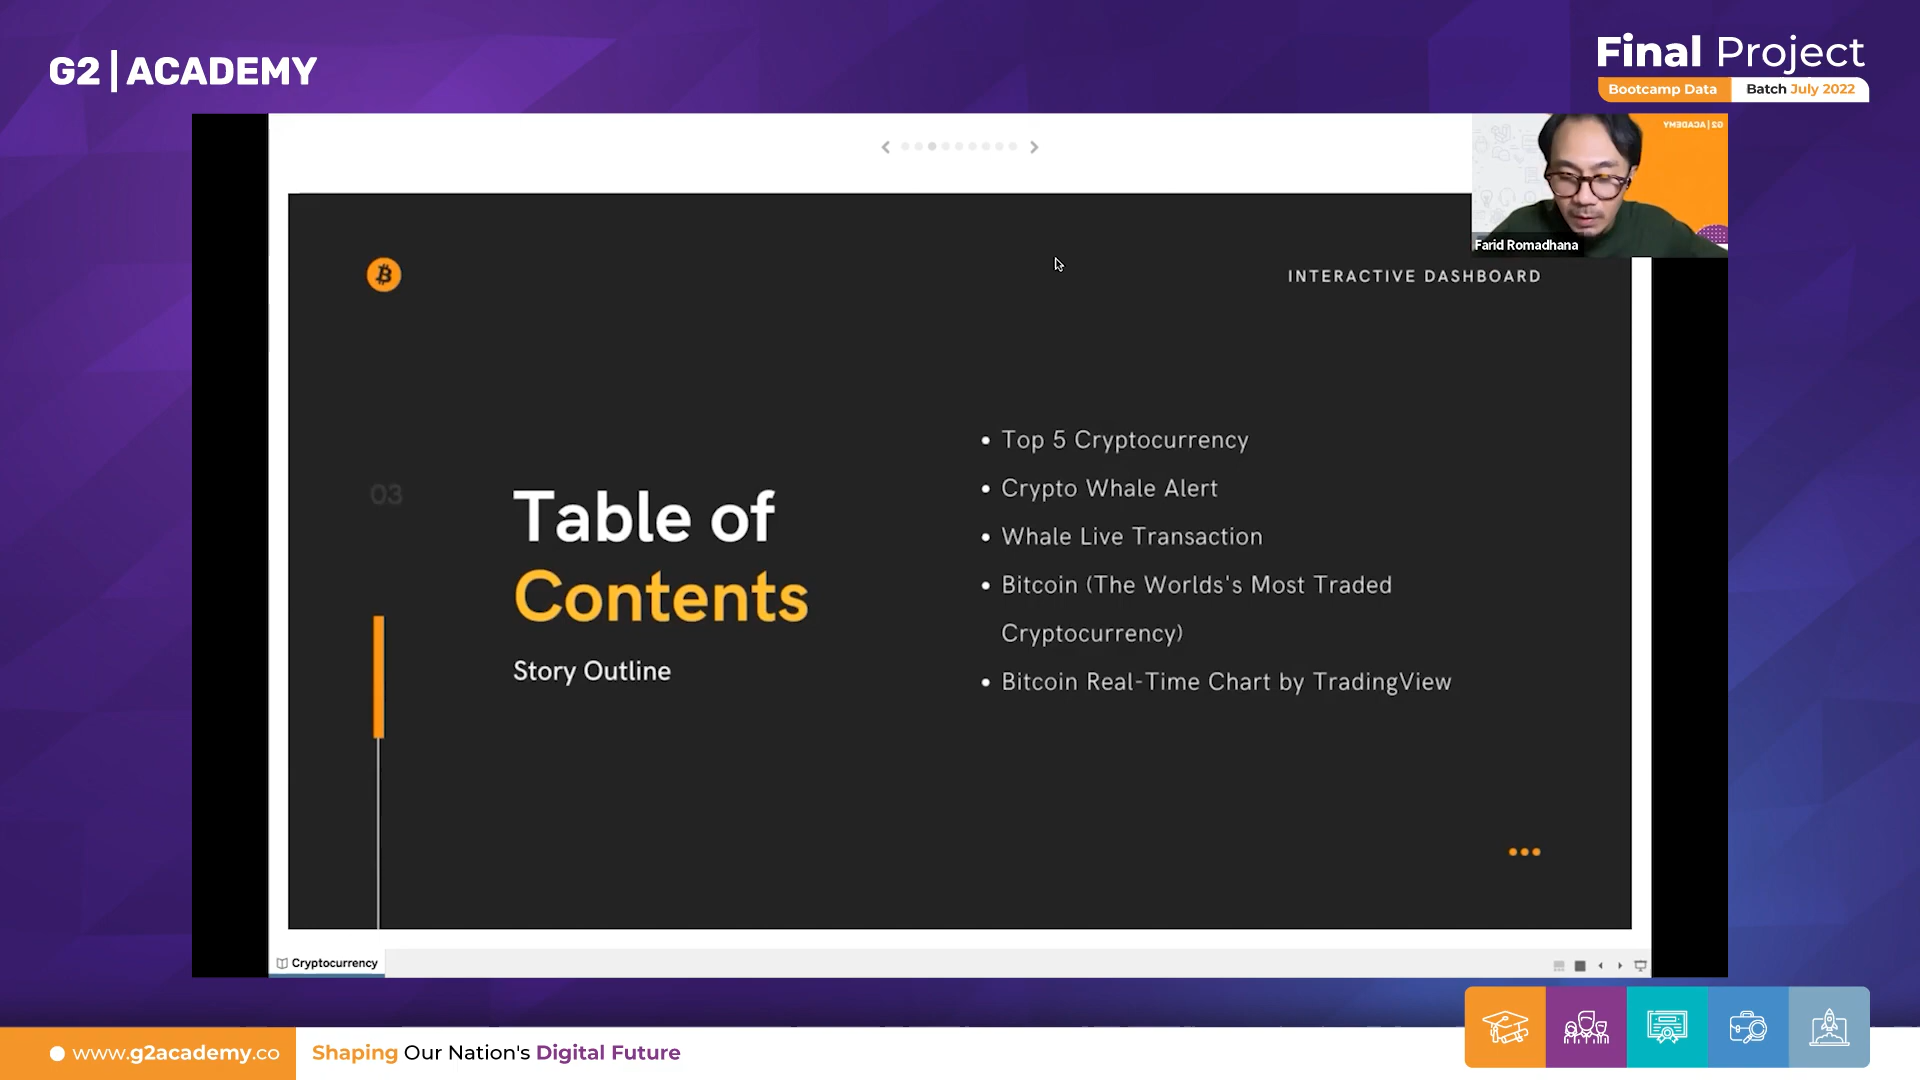 G2 | ACADEMY
Final Project
Bootcamp Data Batch July 2022
G2 | ACADEMY
Farid Romadhana
INTERACTIVE DASHBOARD
03
Table of
Contents
Story Outline
• Top 5 Cryptocurrency
• Crypto Whale Alert
• Whale Live Transaction
• Bitcoin (The Worlds's Most Traded
Cryptocurrency)
• Bitcoin Real-Time Chart by TradingView
Cryptocurrency
www.g2academy.co
Shaping Our Nation's Digital Future